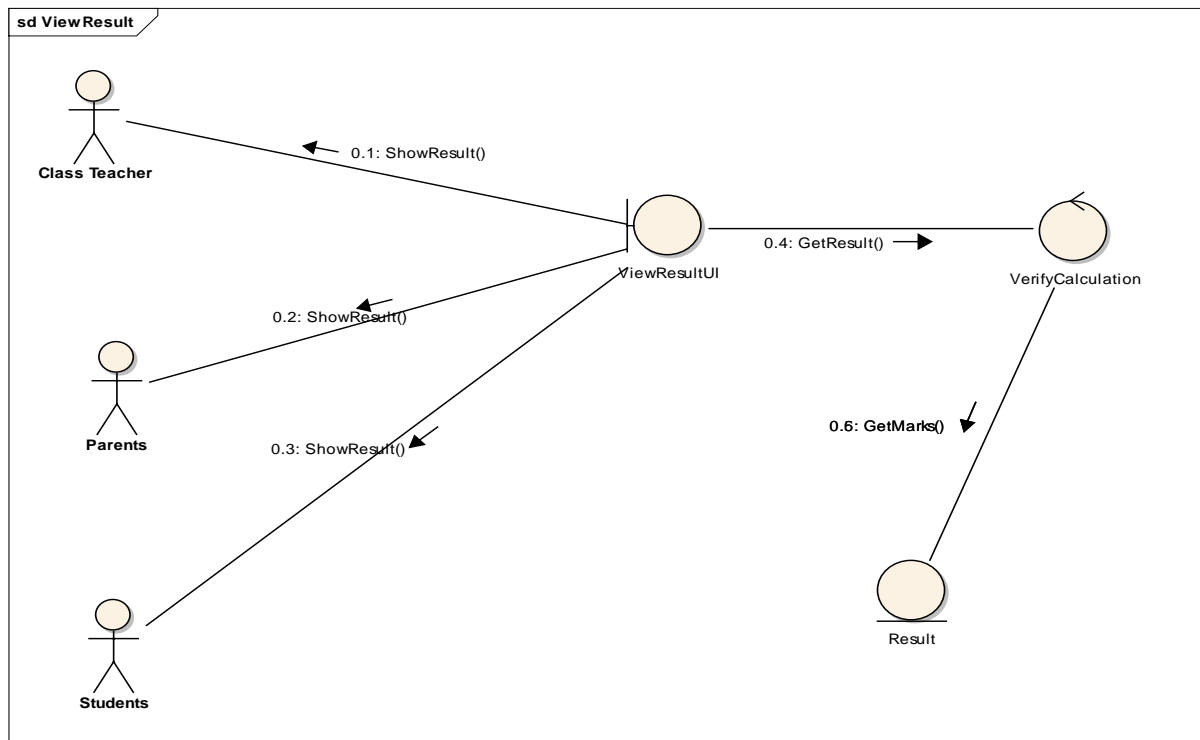 sd ViewResult
Class Teacher
0.1: ShowResult()
ViewResultUI
0.4: GetResult()
VerifyCalculation
0.2: ShowResult()
Parents
0.3: ShowResult()
0.6: GetMarks()
Result
Students